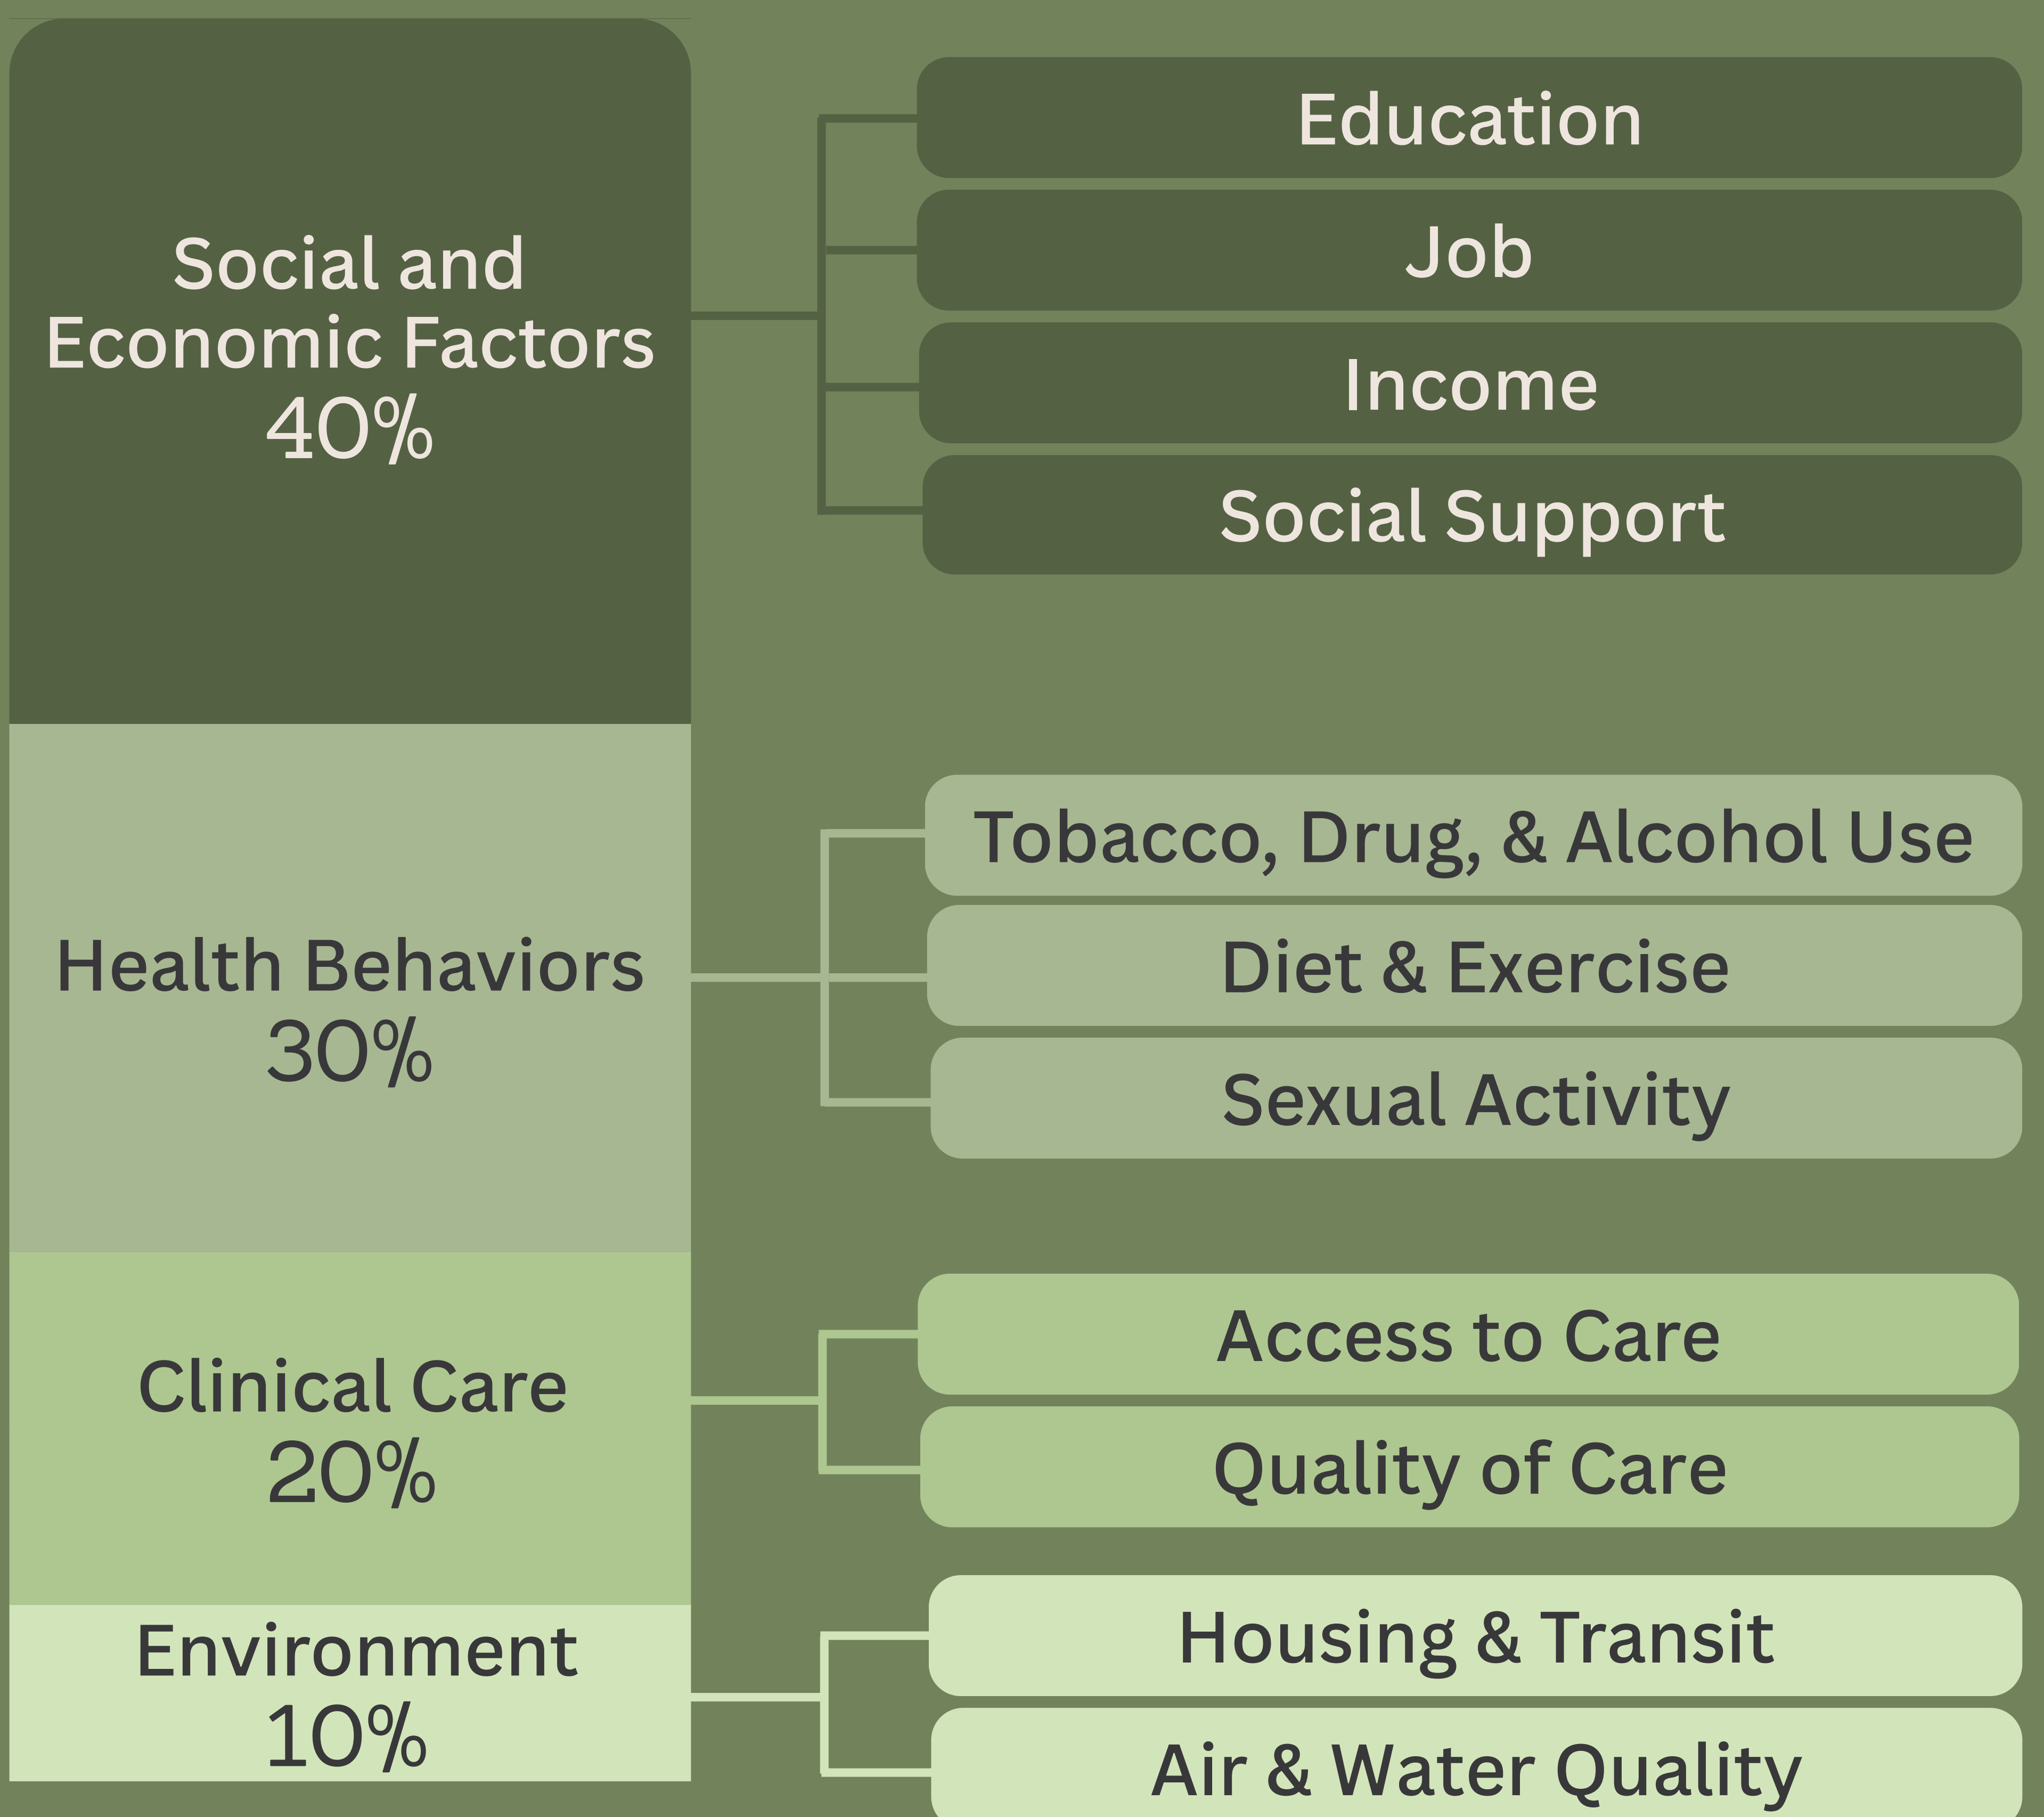 Social and
Economic Factors
40%
Education
Job
Income
Social Support
Health Behaviors
30%
Tobacco, Drug, & Alcohol Use
Diet & Exercise
Sexual Activity
Clinical Care
20%
Access to Care
Quality of Care
Environment
10%
Housing & Transit
Air & Water Quality